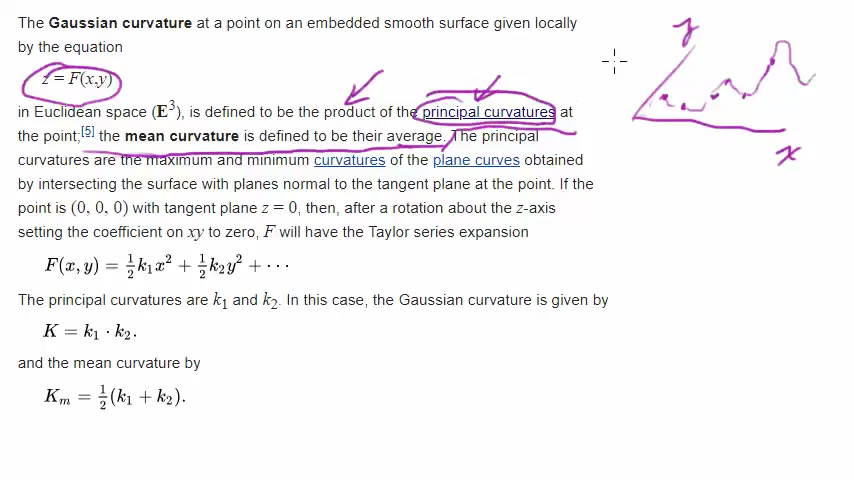 The Gaussian curvature at a point on an embedded smooth surface given locally
by the equation
z = F(x,y)
in Euclidean space (E³), is defined to be the product of the principal curvatures at
the point;[5] the mean curvature is defined to be their average. The principal
curvatures are the maximum and minimum curvatures of the plane curves obtained
by intersecting the surface with planes normal to the tangent plane at the point. If the
point is (0, 0, 0) with tangent plane z = 0, then, after a rotation about the z-axis
setting the coefficient on xy to zero, F will have the Taylor series expansion
F(x, y) = ½k₁x² + ½k₂y² + ⋯
The principal curvatures are k₁ and k₂. In this case, the Gaussian curvature is given by
K = k₁ · k₂.
and the mean curvature by
Kₘ = ½(k₁ + k₂).
z
x